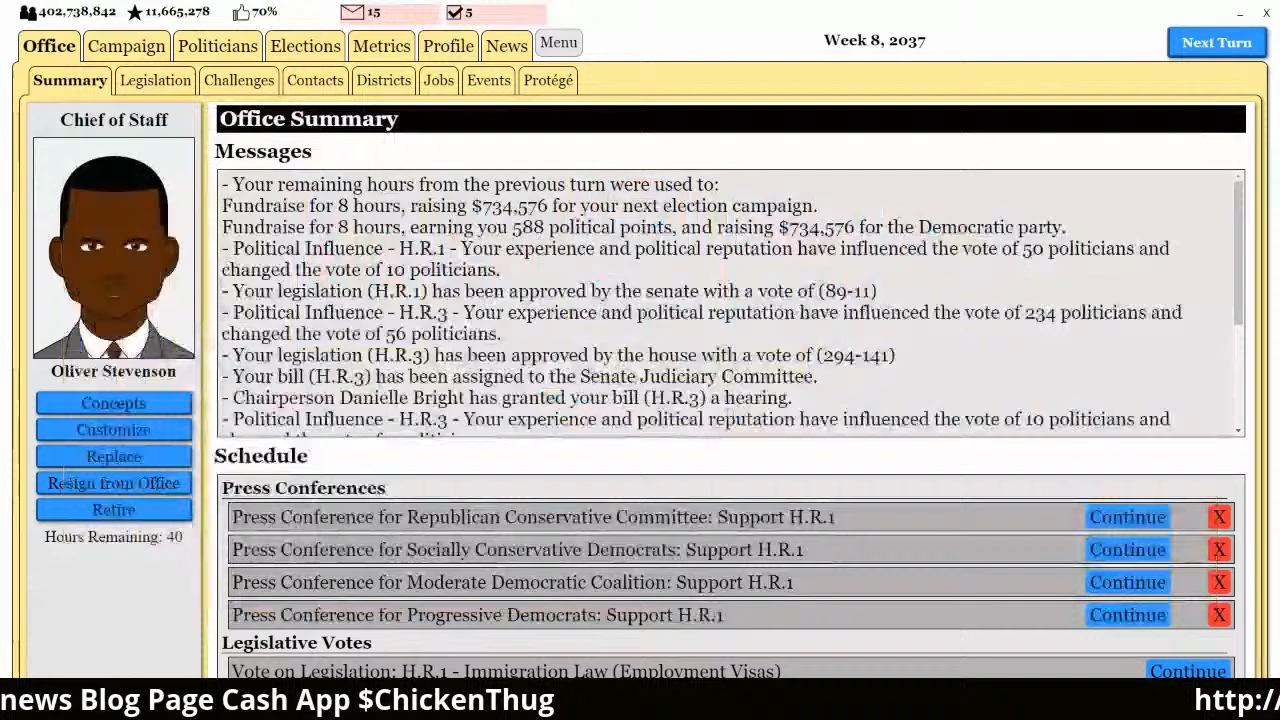 402,738,842 11,665,278 70% 15 5
Office Campaign Politicians Elections Metrics Profile News Menu Week 8, 2037 Next Turn
Summary Legislation Challenges Contacts Districts Jobs Events Protégé
Chief of Staff
Oliver Stevenson
Concepts
Customize
Replace
Resign from Office
Retire
Hours Remaining: 40
Office Summary
Messages
- Your remaining hours from the previous turn were used to:
Fundraise for 8 hours, raising $734,576 for your next election campaign.
Fundraise for 8 hours, earning you 588 political points, and raising $734,576 for the Democratic party.
- Political Influence - H.R.1 - Your experience and political reputation have influenced the vote of 50 politicians and
changed the vote of 10 politicians.
- Your legislation (H.R.1) has been approved by the senate with a vote of (89-11)
- Political Influence - H.R.3 - Your experience and political reputation have influenced the vote of 234 politicians and
changed the vote of 56 politicians.
- Your legislation (H.R.3) has been approved by the house with a vote of (294-141)
- Your bill (H.R.3) has been assigned to the Senate Judiciary Committee.
- Chairperson Danielle Bright has granted your bill (H.R.3) a hearing.
- Political Influence - H.R.3 - Your experience and political reputation have influenced the vote of 10 politicians and
Schedule
Press Conferences
Press Conference for Republican Conservative Committee: Support H.R.1 Continue X
Press Conference for Socially Conservative Democrats: Support H.R.1 Continue X
Press Conference for Moderate Democratic Coalition: Support H.R.1 Continue X
Press Conference for Progressive Democrats: Support H.R.1 Continue X
Legislative Votes
Vote on Legislation: H.R.1 - Immigration Law (Employment Visas) Continue
news Blog Page Cash App $ChickenThug http:/